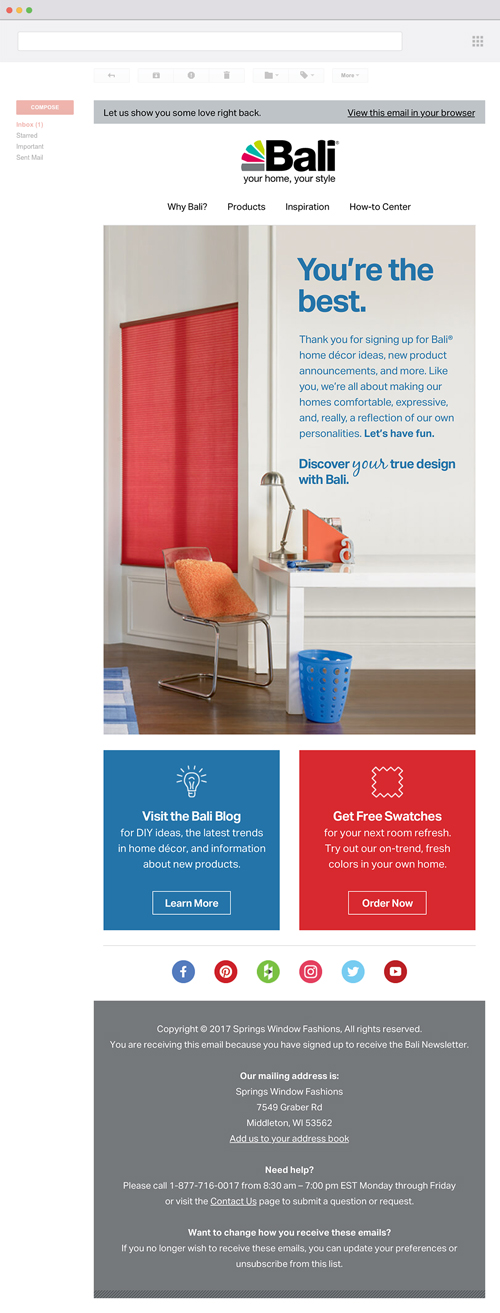 More
COMPOSE
Inbox (1)
Starred
Important
Sent Mail
Let us show you some love right back.
View this email in your browser
Bali®
your home, your style
Why Bali? Products Inspiration How-to Center
You're the
best.
Thank you for signing up for Bali®
home décor ideas, new product
announcements, and more. Like
you, we're all about making our
homes comfortable, expressive,
and, really, a reflection of our own
personalities. Let's have fun.
Discover your true design
with Bali.
a
Visit the Bali Blog
for DIY ideas, the latest trends
in home décor, and information
about new products.
Learn More
Get Free Swatches
for your next room refresh.
Try out our on-trend, fresh
colors in your own home.
Order Now
Copyright © 2017 Springs Window Fashions, All rights reserved.
You are receiving this email because you have signed up to receive the Bali Newsletter.
Our mailing address is:
Springs Window Fashions
7549 Graber Rd
Middleton, WI 53562
Add us to your address book
Need help?
Please call 1-877-716-0017 from 8:30 am – 7:00 pm EST Monday through Friday
or visit the Contact Us page to submit a question or request.
Want to change how you receive these emails?
If you no longer wish to receive these emails, you can update your preferences or
unsubscribe from this list.